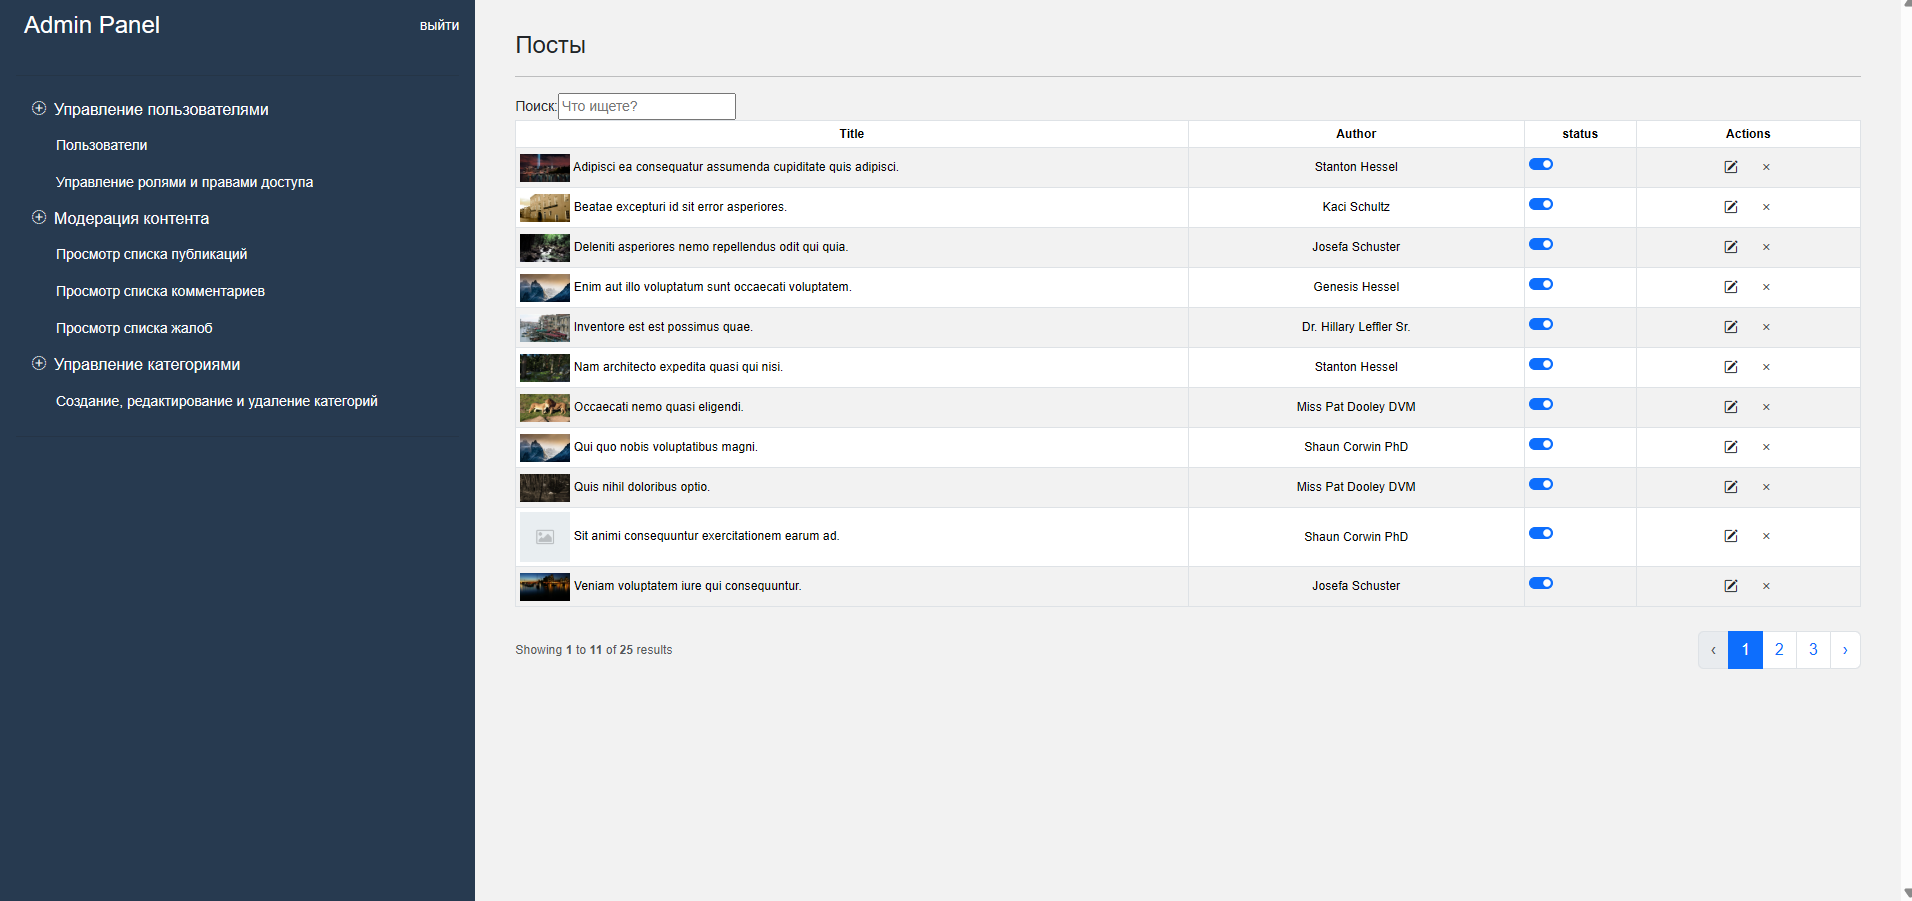 Admin Panel
выйти
Управление пользователями
Пользователи
Управление ролями и правами доступа
Модерация контента
Просмотр списка публикаций
Просмотр списка комментариев
Просмотр списка жалоб
Управление категориями
Создание, редактирование и удаление категорий
Посты
Поиск: Что ищете?
Title Author status Actions
Adipisci ea consequatur assumenda cupiditate quis adipisci. Stanton Hessel ×
Beatae excepturi id sit error asperiores. Kaci Schultz ×
Deleniti asperiores nemo repellendus odit qui quia. Josefa Schuster ×
Enim aut illo voluptatum sunt occaecati voluptatem. Genesis Hessel ×
Inventore est est possimus quae. Dr. Hillary Leffler Sr. ×
Nam architecto expedita quasi qui nisi. Stanton Hessel ×
Occaecati nemo quasi eligendi. Miss Pat Dooley DVM ×
Qui quo nobis voluptatibus magni. Shaun Corwin PhD ×
Quis nihil doloribus optio. Miss Pat Dooley DVM ×
Sit animi consequuntur exercitationem earum ad. Shaun Corwin PhD ×
Veniam voluptatem iure qui consequuntur. Josefa Schuster ×
Showing 1 to 11 of 25 results
‹ 1 2 3 ›